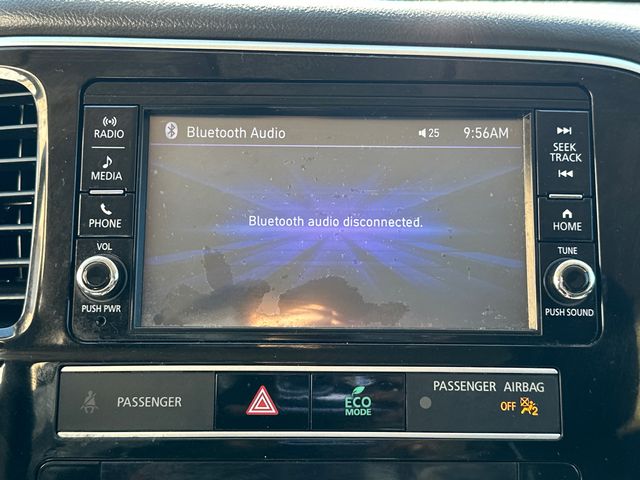 RADIO
MEDIA
PHONE
VOL
PUSH PWR
Bluetooth Audio 25 9:56AM
Bluetooth audio disconnected.
SEEK
TRACK
HOME
TUNE
PUSH SOUND
PASSENGER
ECO
MODE
PASSENGER AIRBAG
OFF 2